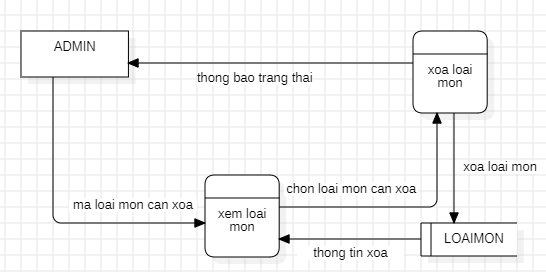 ADMIN
thong bao trang thai
xoa loai
mon
xoa loai mon
ma loai mon can xoa
xem loai
mon
chon loai mon can xoa
thong tin xoa
LOAIMON